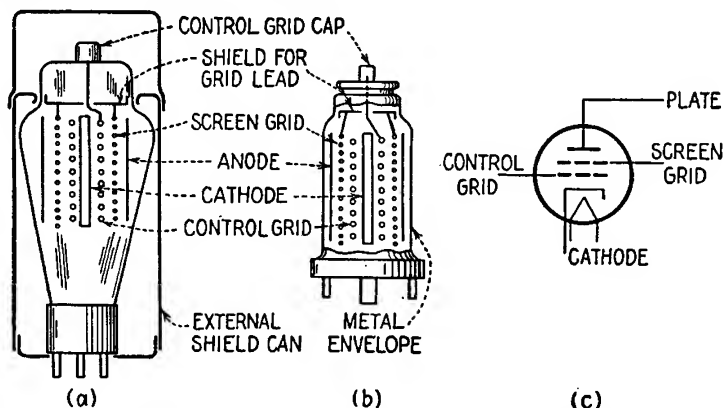 CONTROL GRID CAP
SHIELD FOR
GRID LEAD
SCREEN GRID
ANODE
CATHODE
CONTROL GRID
EXTERNAL
SHIELD CAN
METAL
ENVELOPE
PLATE
CONTROL
GRID
SCREEN
GRID
CATHODE
(a)
(b)
(c)